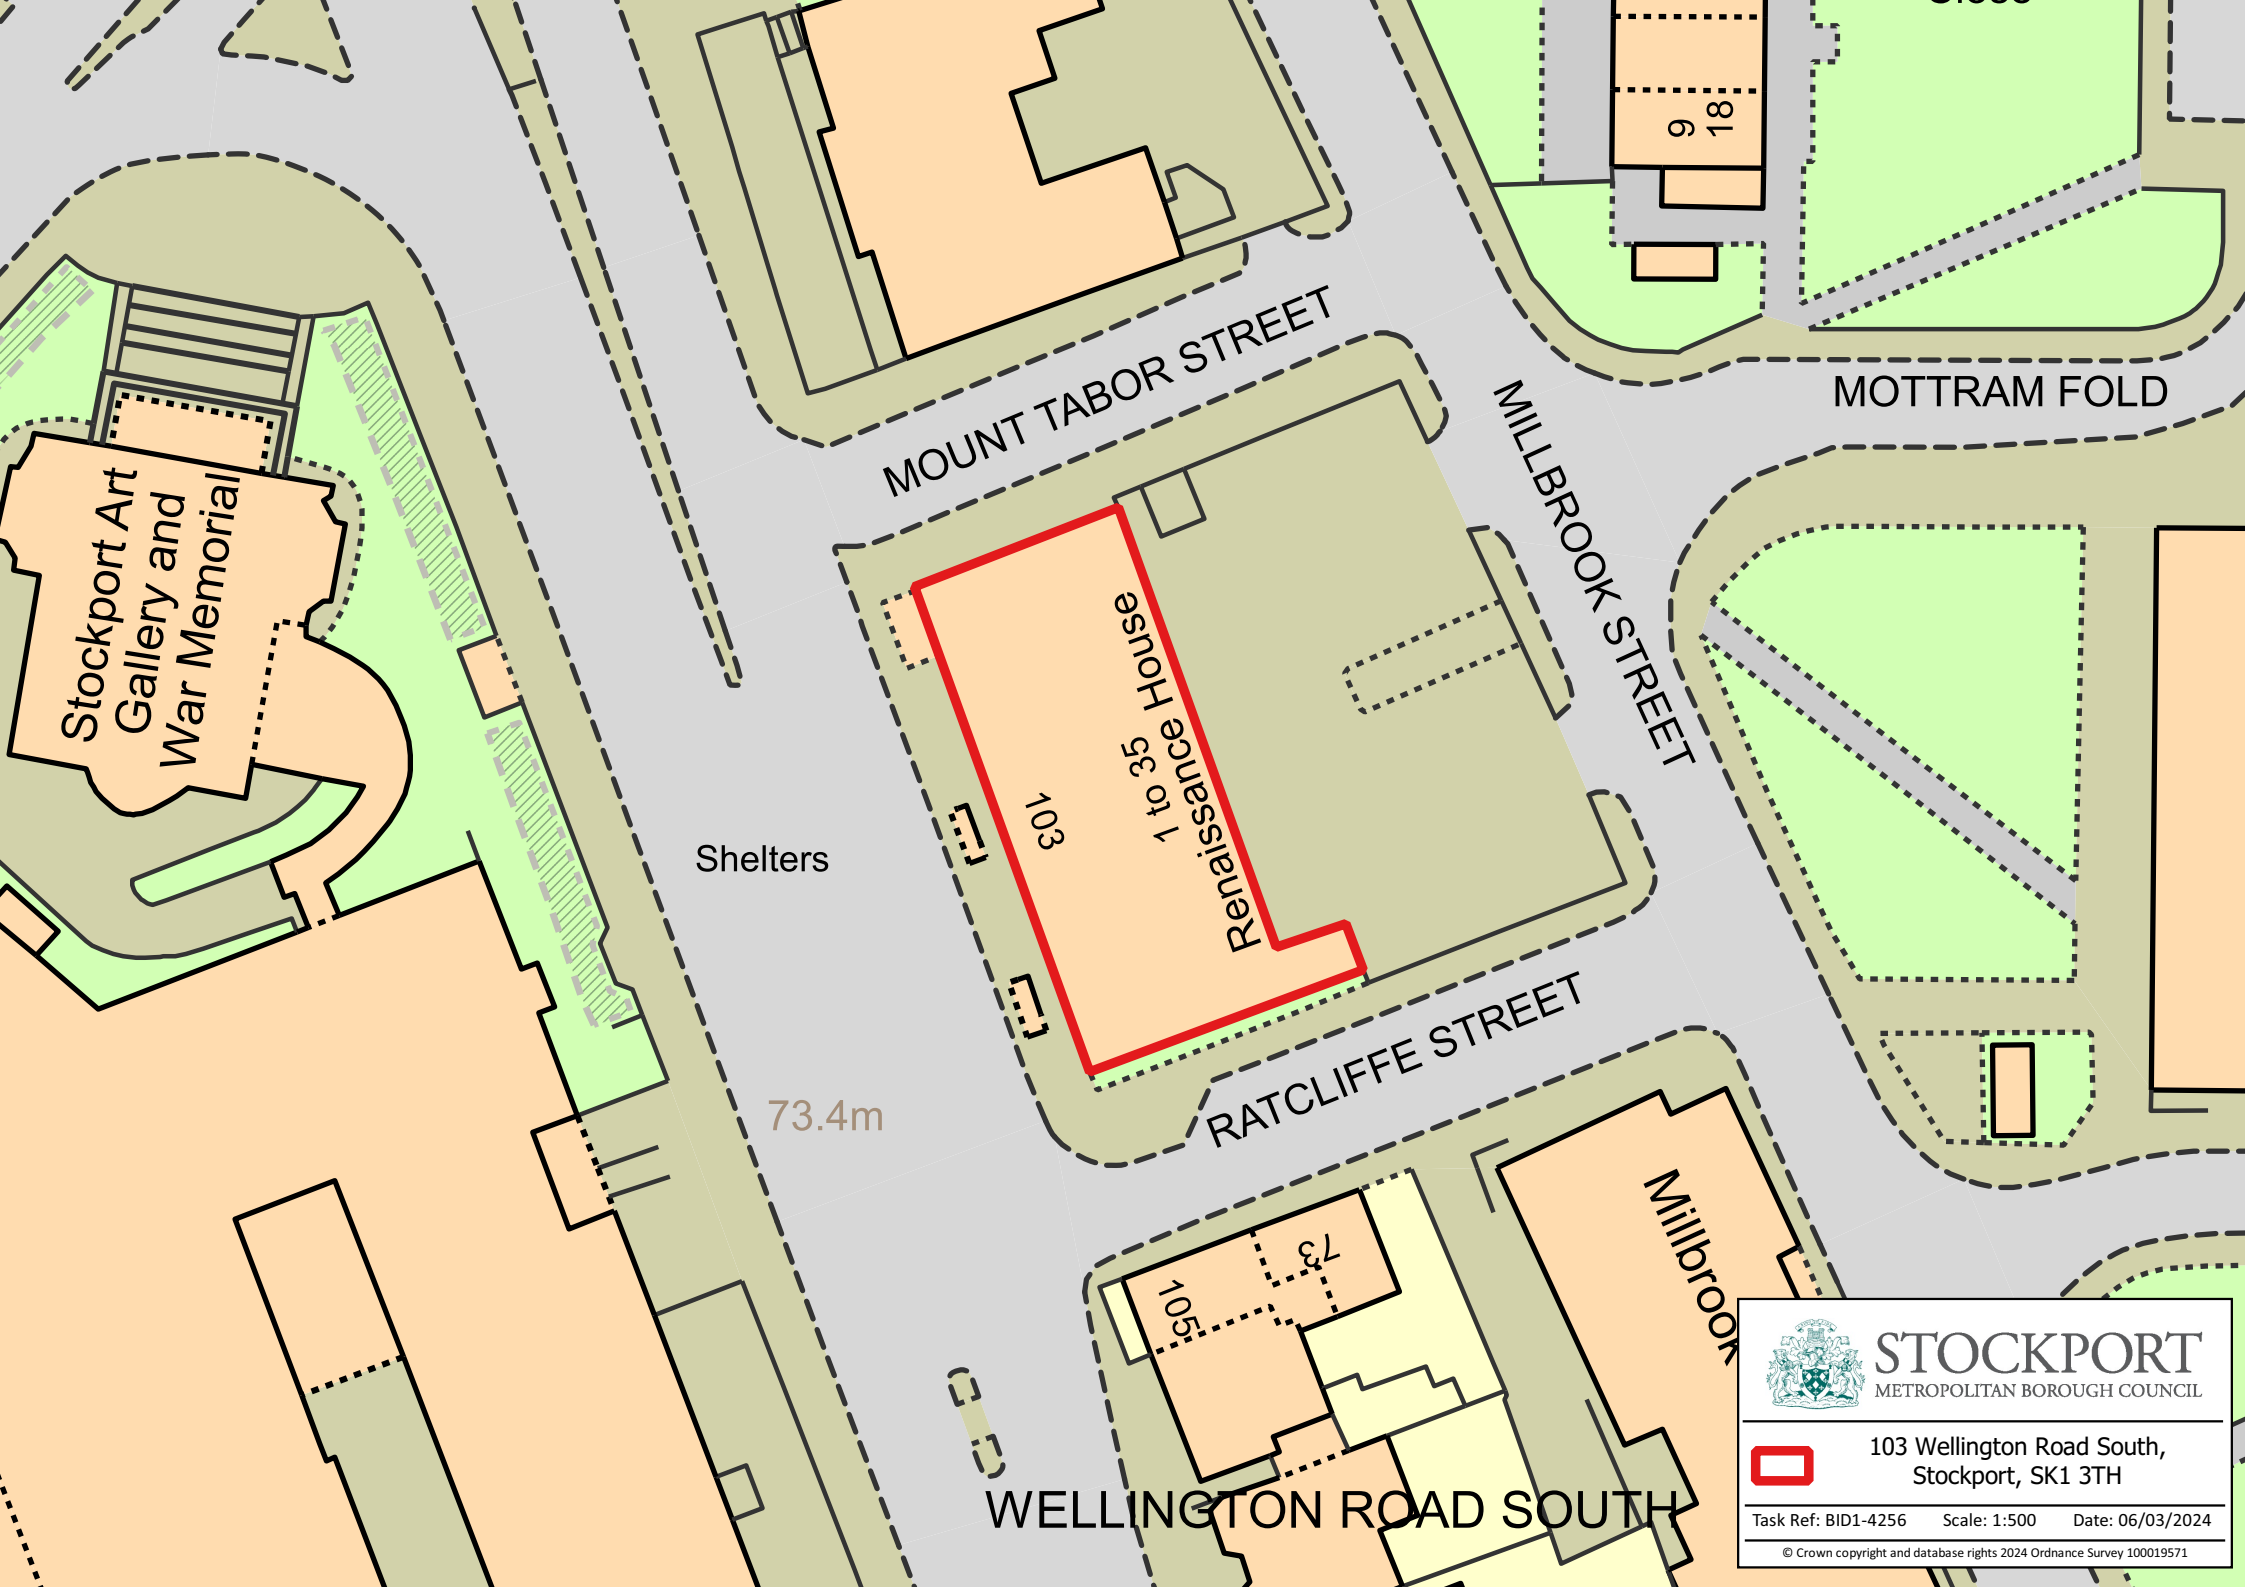 9
18
MOUNT TABOR STREET
MOTTRAM FOLD
MILLBROOK STREET
Stockport Art
Gallery and
War Memorial
Renaissance House
1 to 35
103
Shelters
RATCLIFFE STREET
73.4m
73
105
Millbrook
WELLINGTON ROAD SOUTH
STOCKPORT
METROPOLITAN BOROUGH COUNCIL
103 Wellington Road South,
Stockport, SK1 3TH
Task Ref: BID1-4256 Scale: 1:500 Date: 06/03/2024
© Crown copyright and database rights 2024 Ordnance Survey 100019571